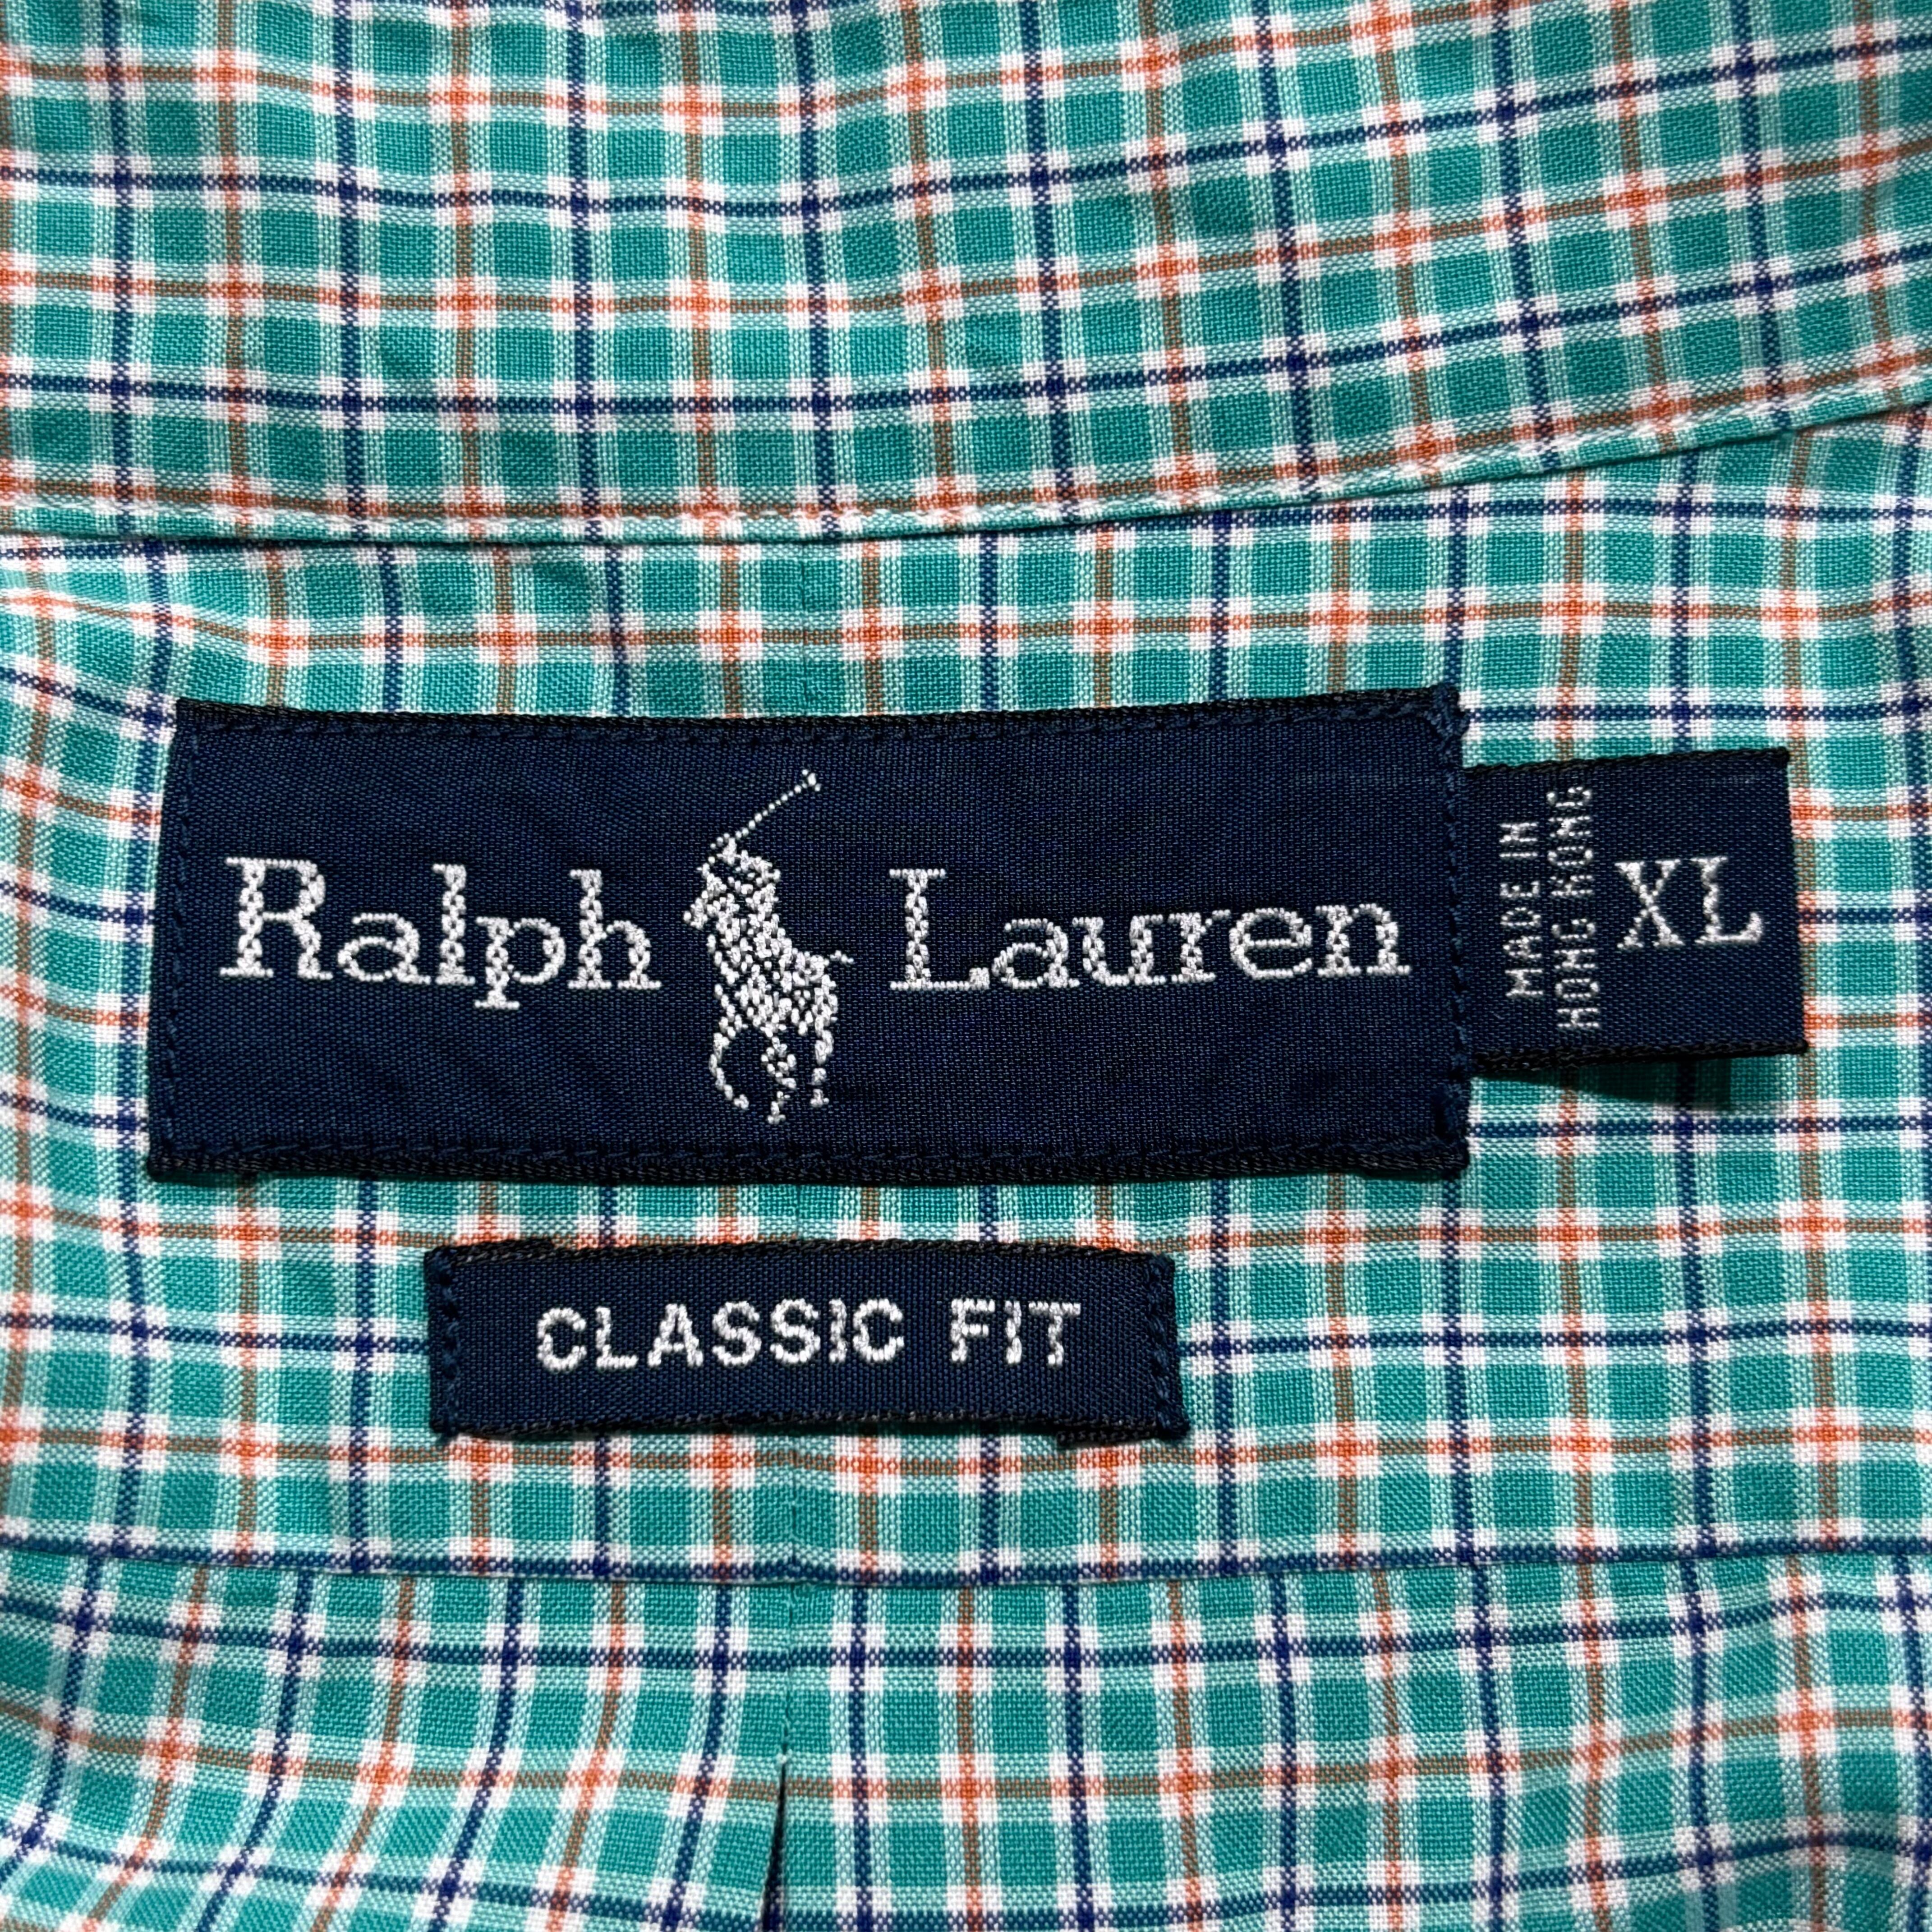 Ralph Lauren
MADE IN
HONG KONG
XL
CLASSIC FIT